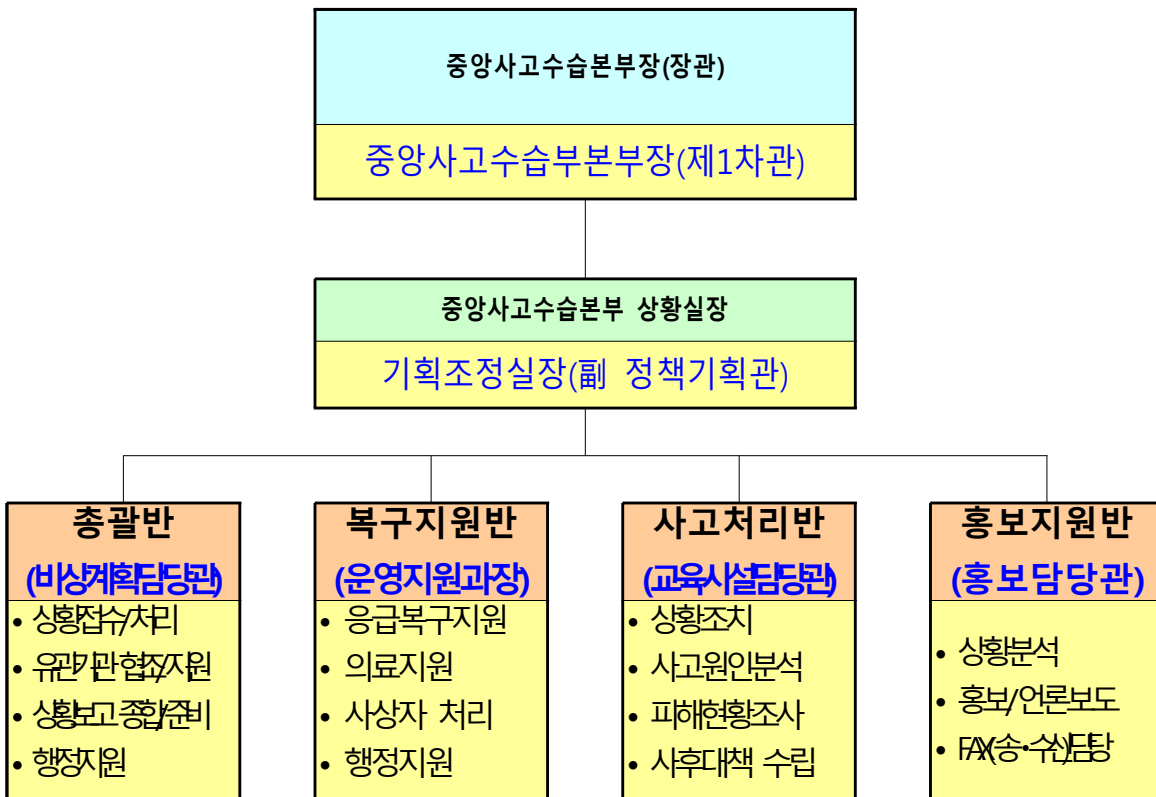 중앙사고수습본부장(장관)
중앙사고수습부본부장(제1차관)
중앙사고수습본부 상황실장
기획조정실장(副 정책기획관)
총괄반
(비상계획담당관)
• 상황접수/처리
• 유관기관 협조/지원
• 상황보고 종합/준비
• 행정지원
복구지원반
(운영지원과장)
• 응급복구지원
• 의료지원
• 사상자 처리
• 행정지원
사고처리반
(교육시설담당관)
• 상황조치
• 사고원인분석
• 피해현황조사
• 사후대책 수립
홍보지원반
(홍보담당관)
• 상황분석
• 홍보/언론보도
• FAX(송·수신)담당